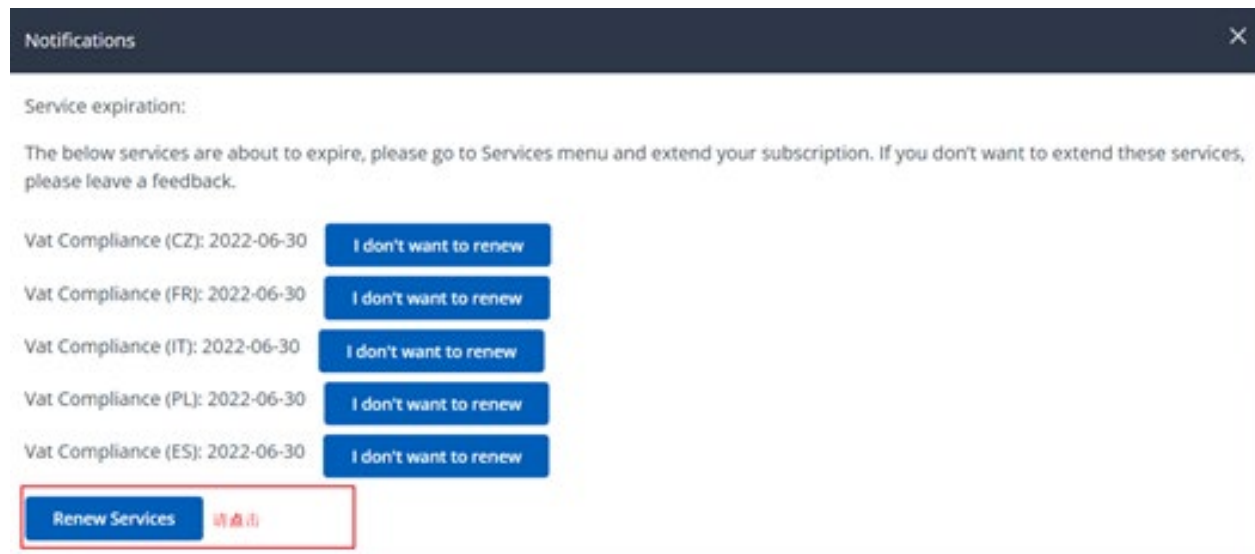 Notifications
Service expiration:
The below services are about to expire, please go to Services menu and extend your subscription. If you don't want to extend these services,
please leave a feedback.
Vat Compliance (CZ): 2022-06-30 I don't want to renew
Vat Compliance (FR): 2022-06-30 I don't want to renew
Vat Compliance (IT): 2022-06-30 I don't want to renew
Vat Compliance (PL): 2022-06-30 I don't want to renew
Vat Compliance (ES): 2022-06-30 I don't want to renew
Renew Services 请点击